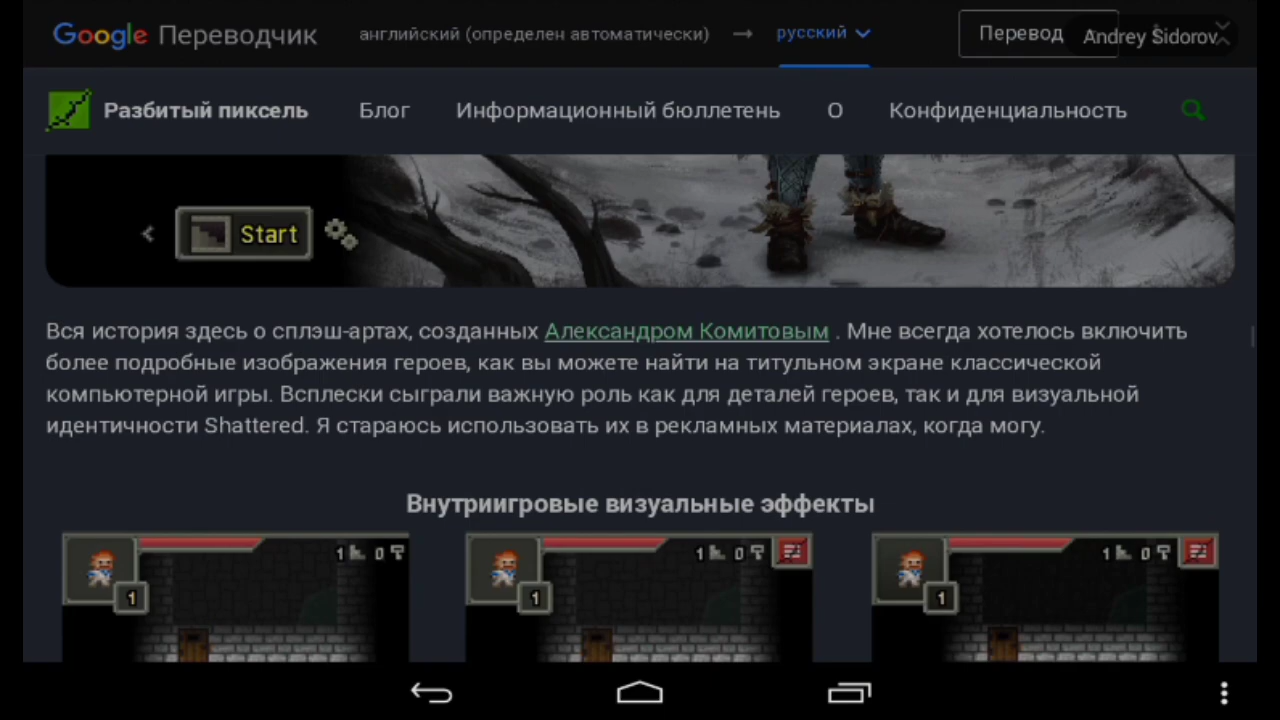 Google Переводчик
английский (определен автоматически) → русский
Перевод
Andrey Sidorov
Разбитый пиксель
Блог
Информационный бюллетень
О
Конфиденциальность
Start
Вся история здесь о сплэш-артах, созданных Александром Комитовым . Мне всегда хотелось включить
более подробные изображения героев, как вы можете найти на титульном экране классической
компьютерной игры. Всплески сыграли важную роль как для деталей героев, так и для визуальной
идентичности Shattered. Я стараюсь использовать их в рекламных материалах, когда могу.
Внутриигровые визуальные эффекты
1 0
1
1 0
1
1 0
1